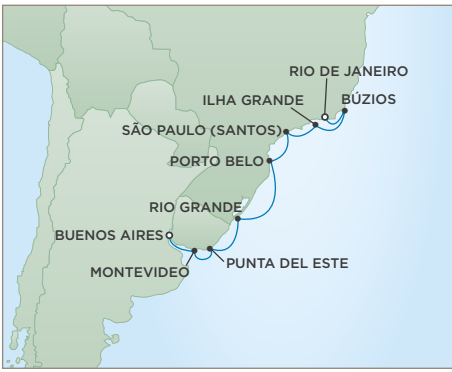 RIO DE JANEIRO
ILHA GRANDE
BÚZIOS
SÃO PAULO (SANTOS)
PORTO BELO
RIO GRANDE
BUENOS AIRES
PUNTA DEL ESTE
MONTEVIDEO